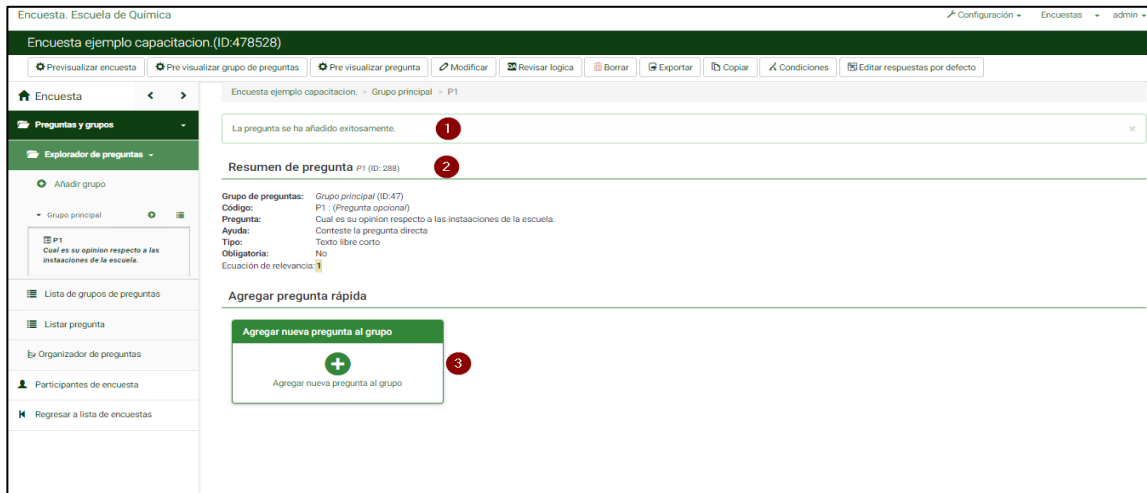 Encuesta. Escuela de Química
Configuración Encuestas admin
Encuesta ejemplo capacitacion.(ID:478528)
Previsualizar encuesta Pre visualizar grupo de preguntas Pre visualizar pregunta Modificar Revisar logica Borrar Exportar Copiar Condiciones Editar respuestas por defecto
Encuesta < >
Encuesta ejemplo capacitacion. > Grupo principal > P1
Preguntas y grupos
La pregunta se ha añadido exitosamente. 1 ×
Explorador de preguntas
Resumen de pregunta P1 (ID: 288) 2
Añadir grupo
Grupo principal
P1
Cual es su opinion respecto a las
instaaciones de la escuela.
Grupo de preguntas: Grupo principal (ID:47)
Código: P1 : (Pregunta opcional)
Pregunta: Cual es su opinion respecto a las instaaciones de la escuela.
Ayuda: Conteste la pregunta directa
Tipo: Texto libre corto
Obligatoria: No
Ecuación de relevancia: 1
Lista de grupos de preguntas
Listar pregunta
Organizador de preguntas
Participantes de encuesta
Regresar a lista de encuestas
Agregar pregunta rápida
Agregar nueva pregunta al grupo
3
Agregar nueva pregunta al grupo